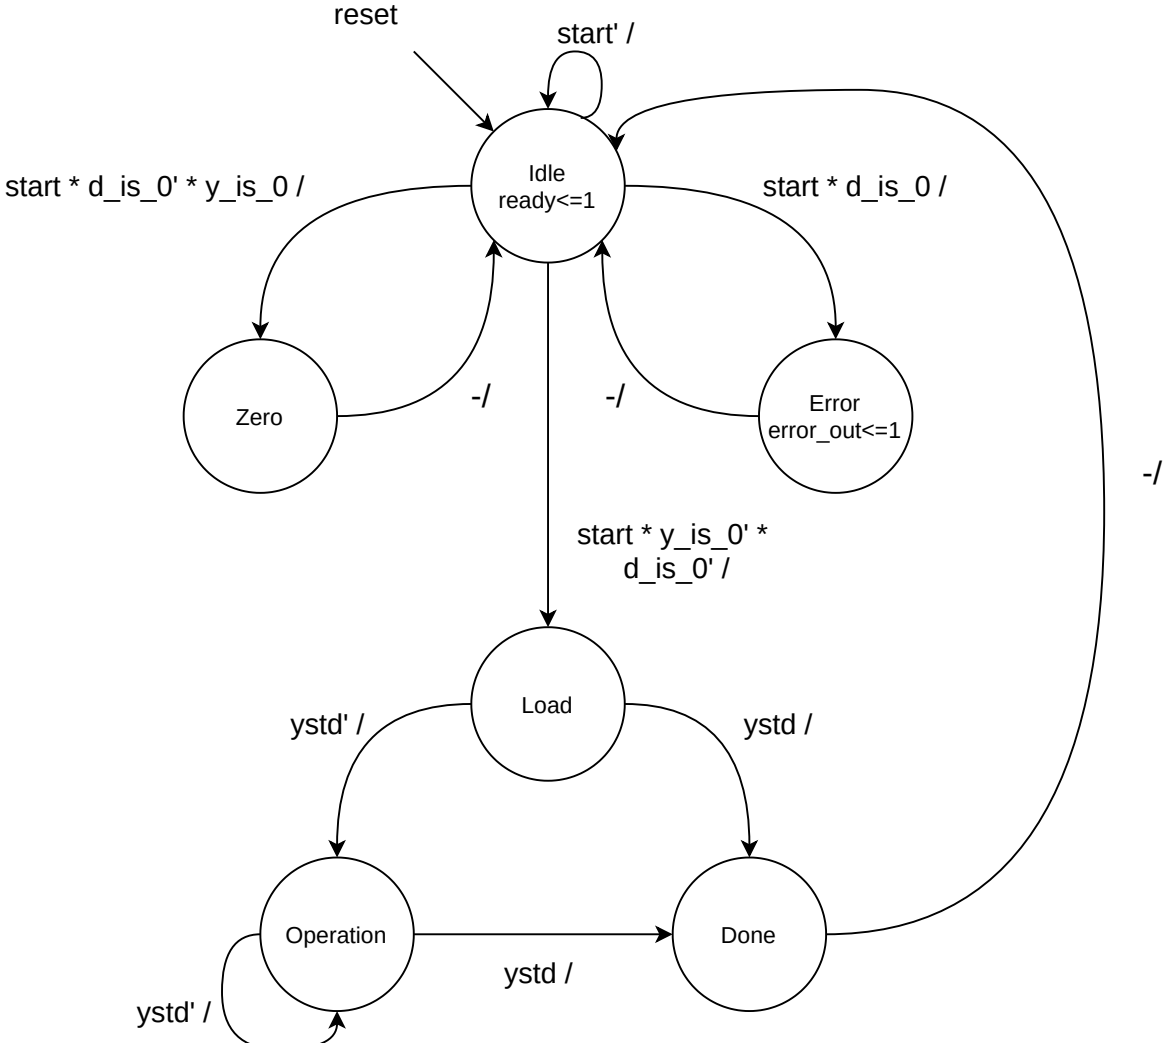 reset
start' /
Idle
ready<=1
start * d_is_0' * y_is_0 /
start * d_is_0 /
Zero
-/
-/
Error
error_out<=1
-/
start * y_is_0' *
d_is_0' /
Load
ystd' /
ystd /
Operation
Done
ystd /
ystd' /